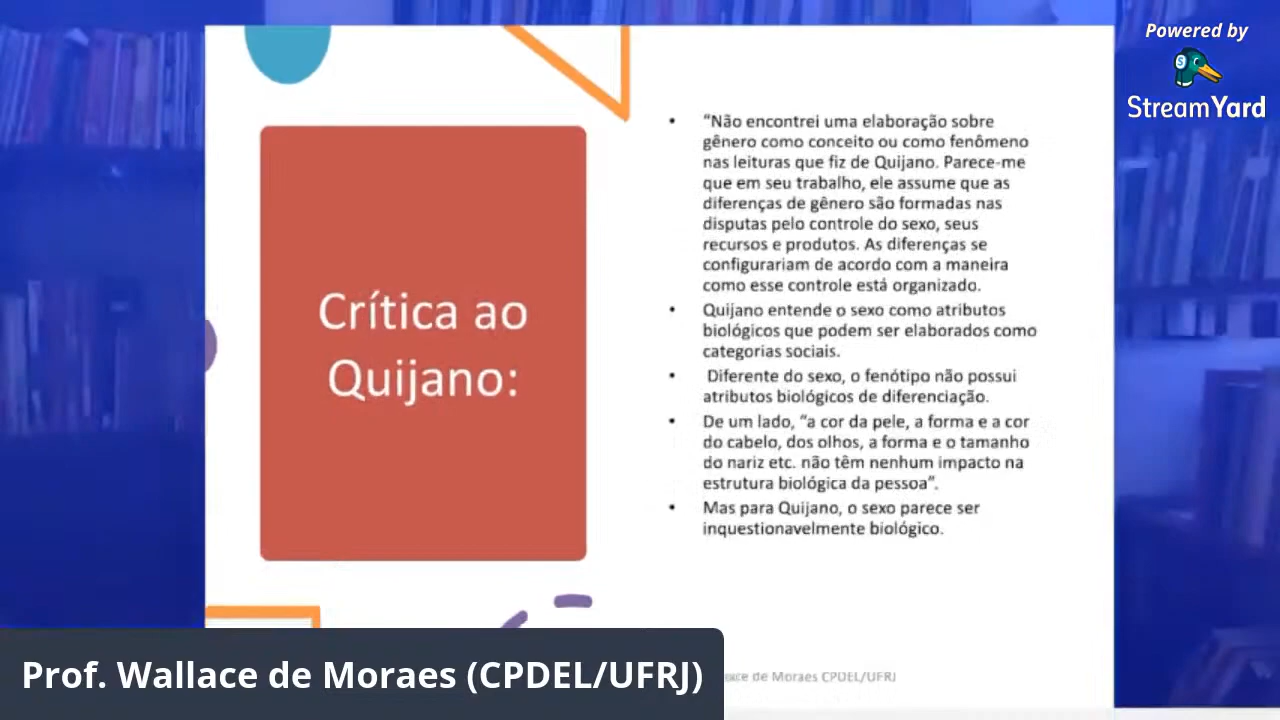 Powered by
StreamYard
Crítica ao
Quijano:
• “Não encontrei uma elaboração sobre
gênero como conceito ou como fenômeno
nas leituras que fiz de Quijano. Parece-me
que em seu trabalho, ele assume que as
diferenças de gênero são formadas nas
disputas pelo controle do sexo, seus
recursos e produtos. As diferenças se
configurariam de acordo com a maneira
como esse controle está organizado.
• Quijano entende o sexo como atributos
biológicos que podem ser elaborados como
categorias sociais.
• Diferente do sexo, o fenótipo não possui
atributos biológicos de diferenciação.
• De um lado, “a cor da pele, a forma e a cor
do cabelo, dos olhos, a forma e o tamanho
do nariz etc. não têm nenhum impacto na
estrutura biológica da pessoa”.
• Mas para Quijano, o sexo parece ser
inquestionavelmente biológico.
de Moraes CPDEL/UFRJ
Prof. Wallace de Moraes (CPDEL/UFRJ)